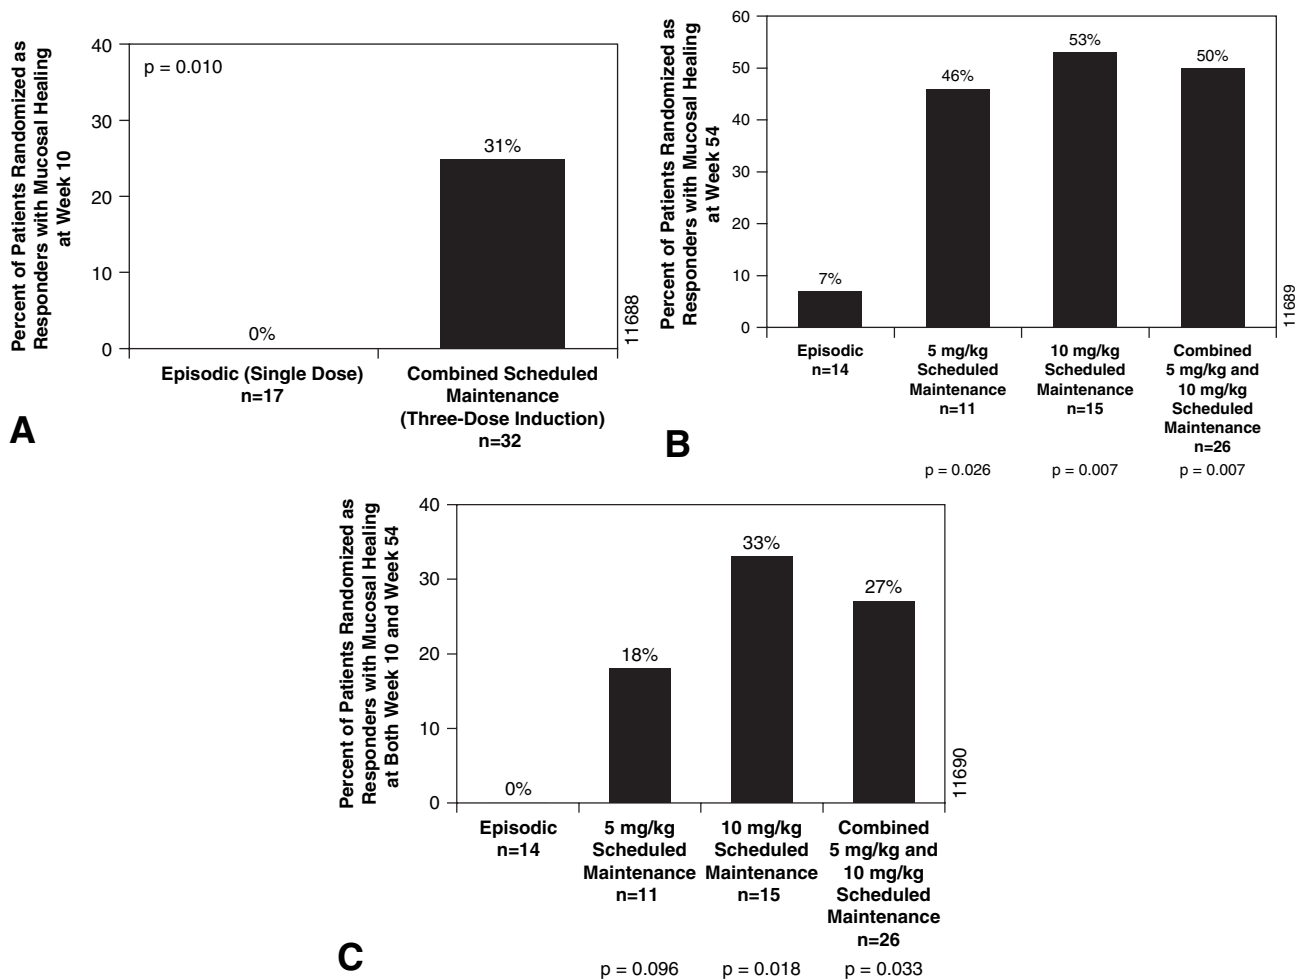 Percent of Patients Randomized as
Responders with Mucosal Healing
at Week 10
40
30
20
10
0
p = 0.010
0%
31%
Episodic (Single Dose)
n=17
Combined Scheduled
Maintenance
(Three-Dose Induction)
n=32
11688
A
Percent of Patients Randomized as
Responders with Mucosal Healing
at Week 54
60
50
40
30
20
10
0
7%
46%
53%
50%
Episodic
n=14
5 mg/kg
Scheduled
Maintenance
n=11
10 mg/kg
Scheduled
Maintenance
n=15
Combined
5 mg/kg and
10 mg/kg
Scheduled
Maintenance
n=26
p = 0.026
p = 0.007
p = 0.007
11689
B
Percent of Patients Randomized as
Responders with Mucosal Healing
at Both Week 10 and Week 54
40
30
20
10
0
0%
18%
33%
27%
Episodic
n=14
5 mg/kg
Scheduled
Maintenance
n=11
10 mg/kg
Scheduled
Maintenance
n=15
Combined
5 mg/kg and
10 mg/kg
Scheduled
Maintenance
n=26
p = 0.096
p = 0.018
p = 0.033
11690
C